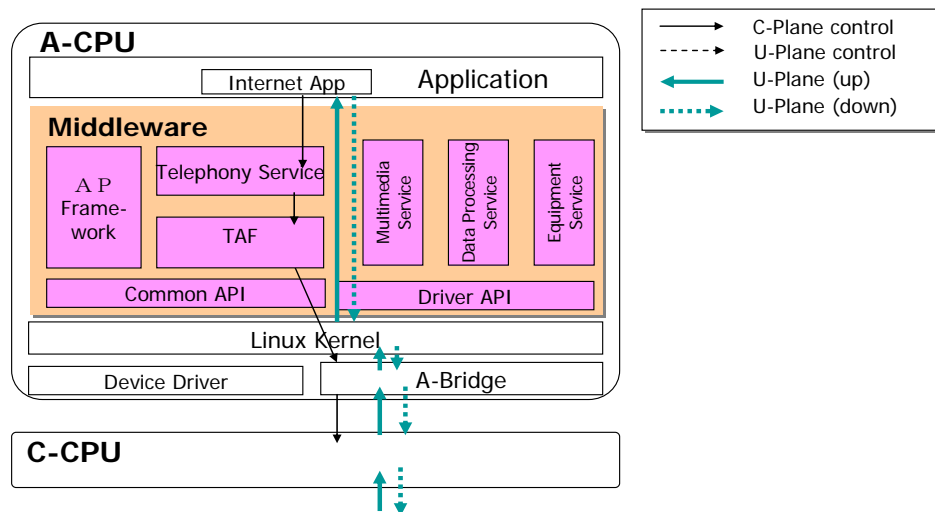 A-CPU
Internet App
Application
Middleware
A P
Frame-
work
Telephony Service
TAF
Multimedia
Service
Data Processing
Service
Equipment
Service
Common API
Driver API
Linux Kernel
Device Driver
A-Bridge
C-CPU
C-Plane control
U-Plane control
U-Plane (up)
U-Plane (down)